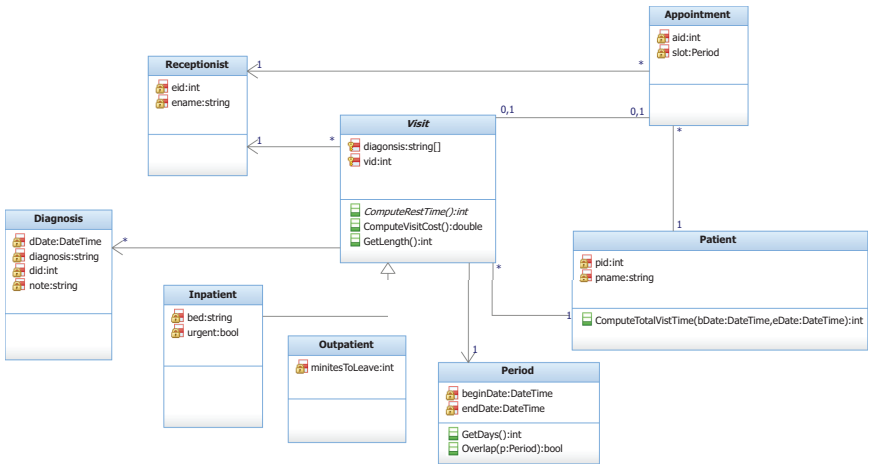 Appointment
aid:int
slot:Period
Receptionist
eid:int
ename:string
1
*
0,1
0,1
*
1
1
*
Visit
diagonsis:string[]
vid:int
ComputeRestTime():int
ComputeVisitCost():double
GetLength():int
Diagnosis
dDate:DateTime
diagnosis:string
did:int
note:string
*
Patient
pid:int
pname:string
ComputeTotalVistTime(bDate:DateTime,eDate:DateTime):int
*
1
Inpatient
bed:string
urgent:bool
Outpatient
minitesToLeave:int
1
Period
beginDate:DateTime
endDate:DateTime
GetDays():int
Overlap(p:Period):bool